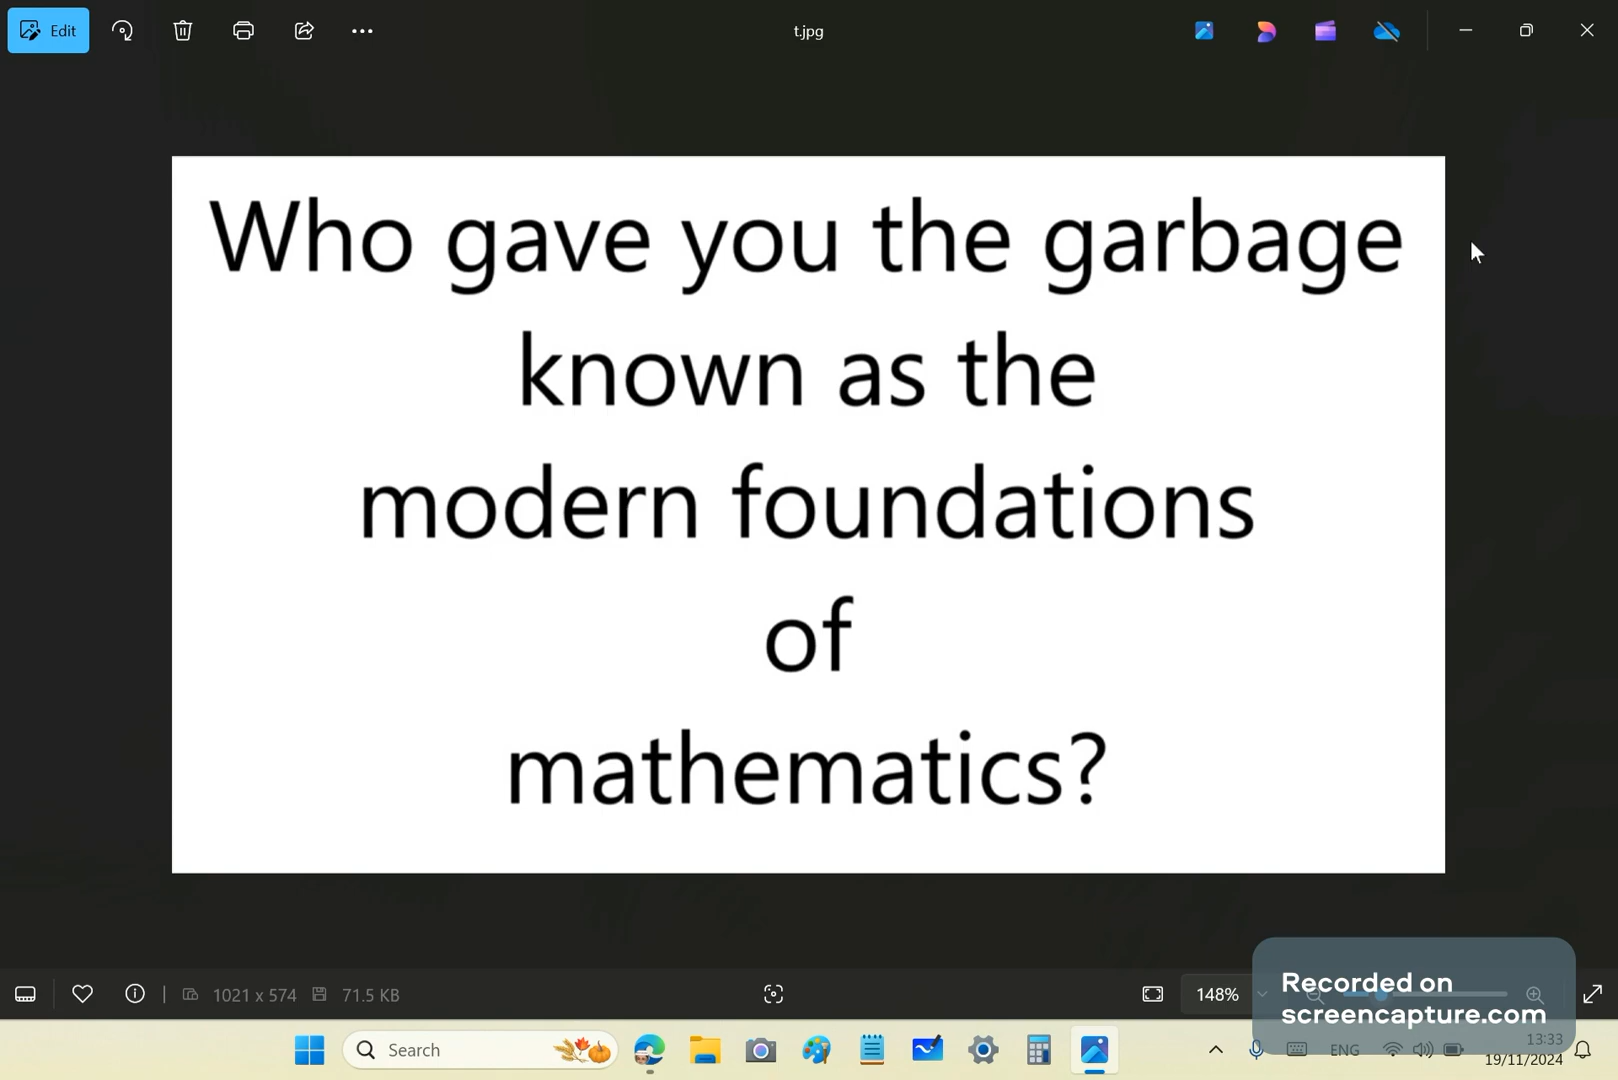 Edit
t.jpg
Who gave you the garbage
known as the
modern foundations
of
mathematics?
1021 x 574 71.5 KB
148%
Recorded on
screencapture.com
Search
ENG
13:33
19/11/2024